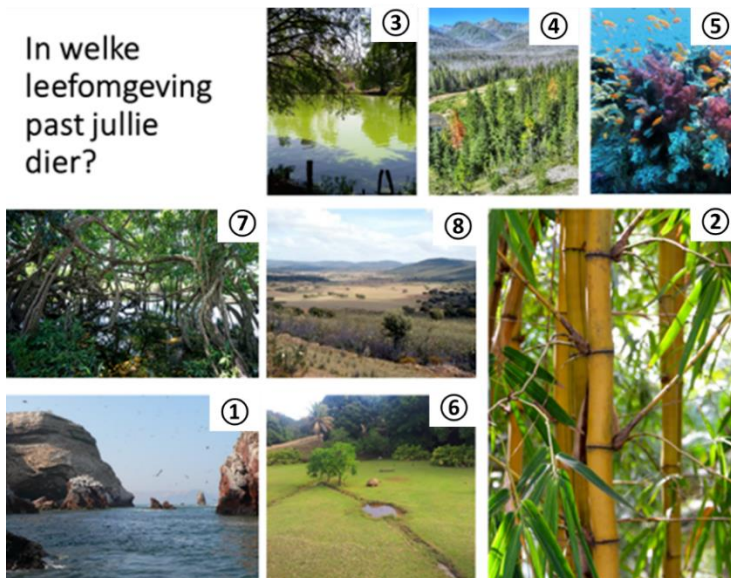 In welke
leefomgeving
past jullie
dier?
③
④
⑤
⑦
⑧
②
①
⑥